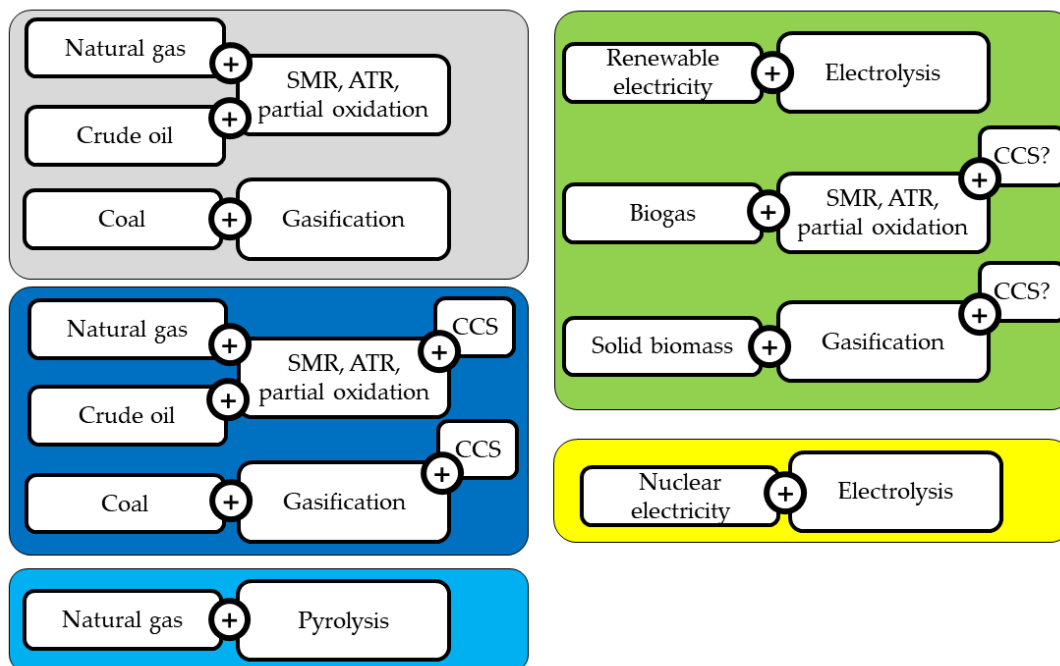 Natural gas
+
SMR, ATR,
partial oxidation
+
Crude oil
Coal
+
Gasification
Natural gas
+
SMR, ATR,
partial oxidation
+
CCS
+
Crude oil
Coal
+
Gasification
+
CCS
Natural gas
+
Pyrolysis
Renewable
electricity
+
Electrolysis
Biogas
+
SMR, ATR,
partial oxidation
+
CCS?
Solid biomass
+
Gasification
+
CCS?
Nuclear
electricity
+
Electrolysis